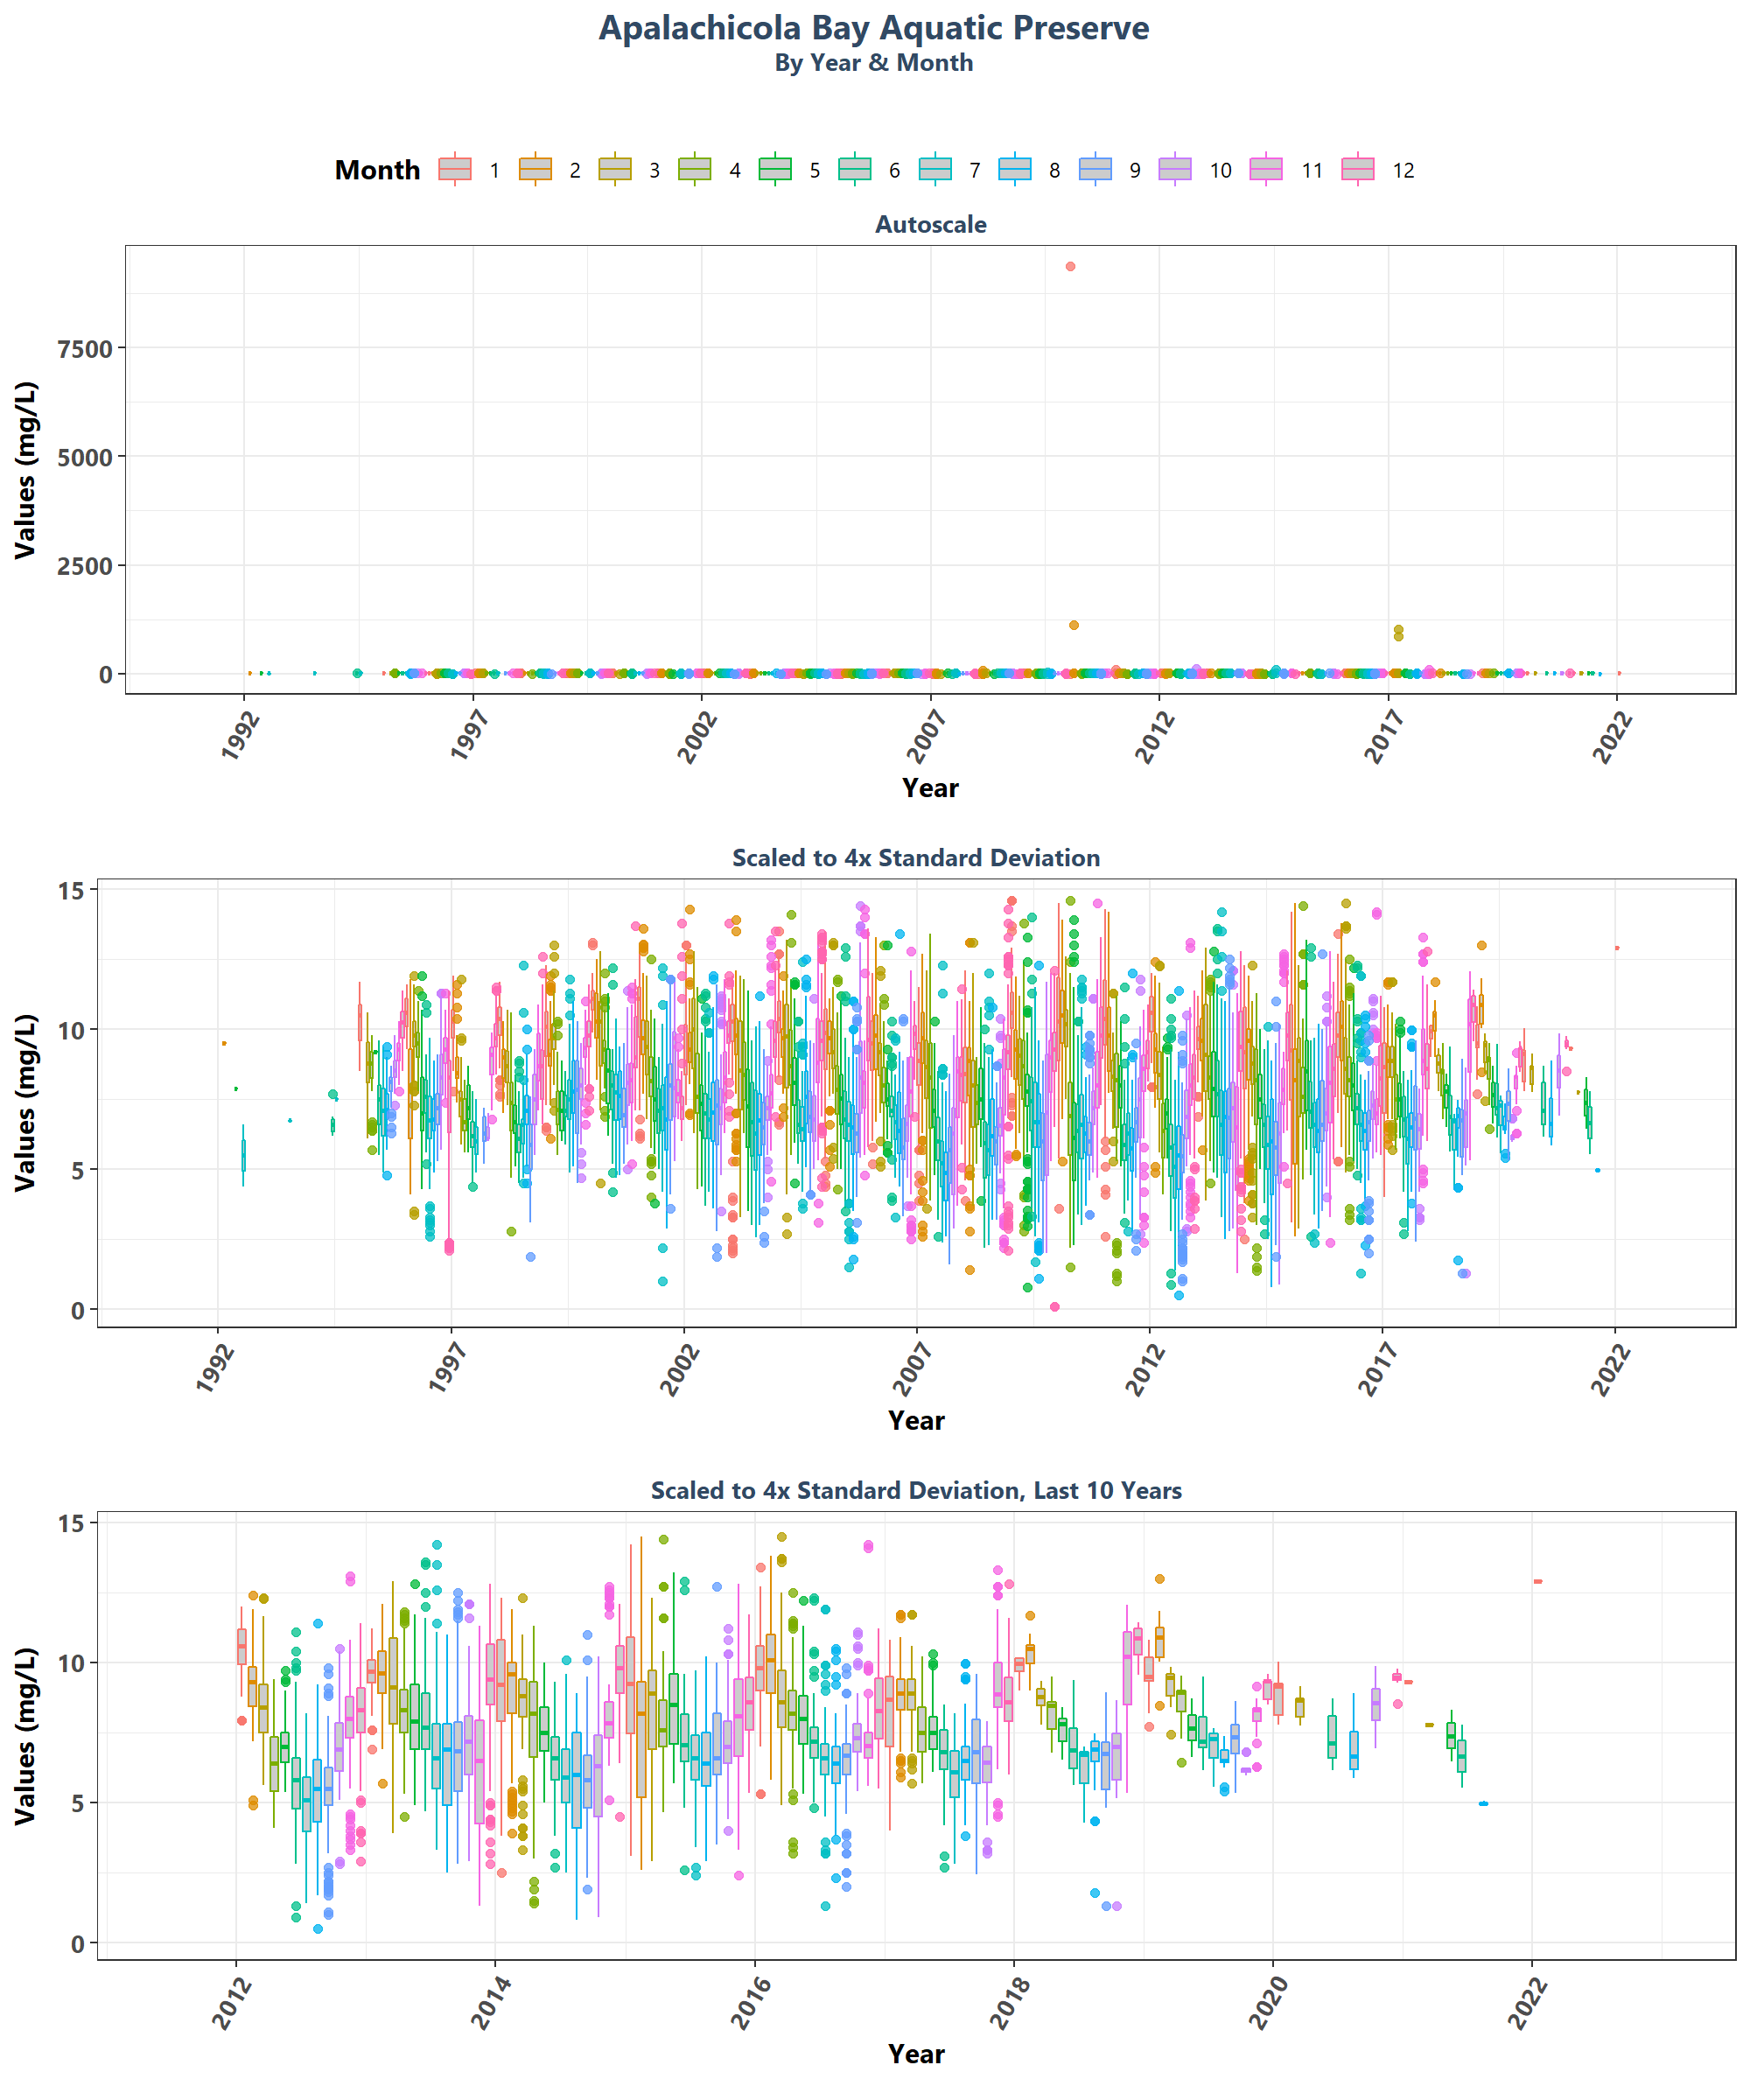 Apalachicola Bay Aquatic Preserve
By Year & Month
Month 1 2 3 4 5 6 7 8 9 10 11 12
Autoscale
Values (mg/L)
7500
5000
2500
0
1992 1997 2002 2007 2012 2017 2022
Year
Scaled to 4x Standard Deviation
Values (mg/L)
15
10
5
0
1992 1997 2002 2007 2012 2017 2022
Year
Scaled to 4x Standard Deviation, Last 10 Years
Values (mg/L)
15
10
5
0
2012 2014 2016 2018 2020 2022
Year